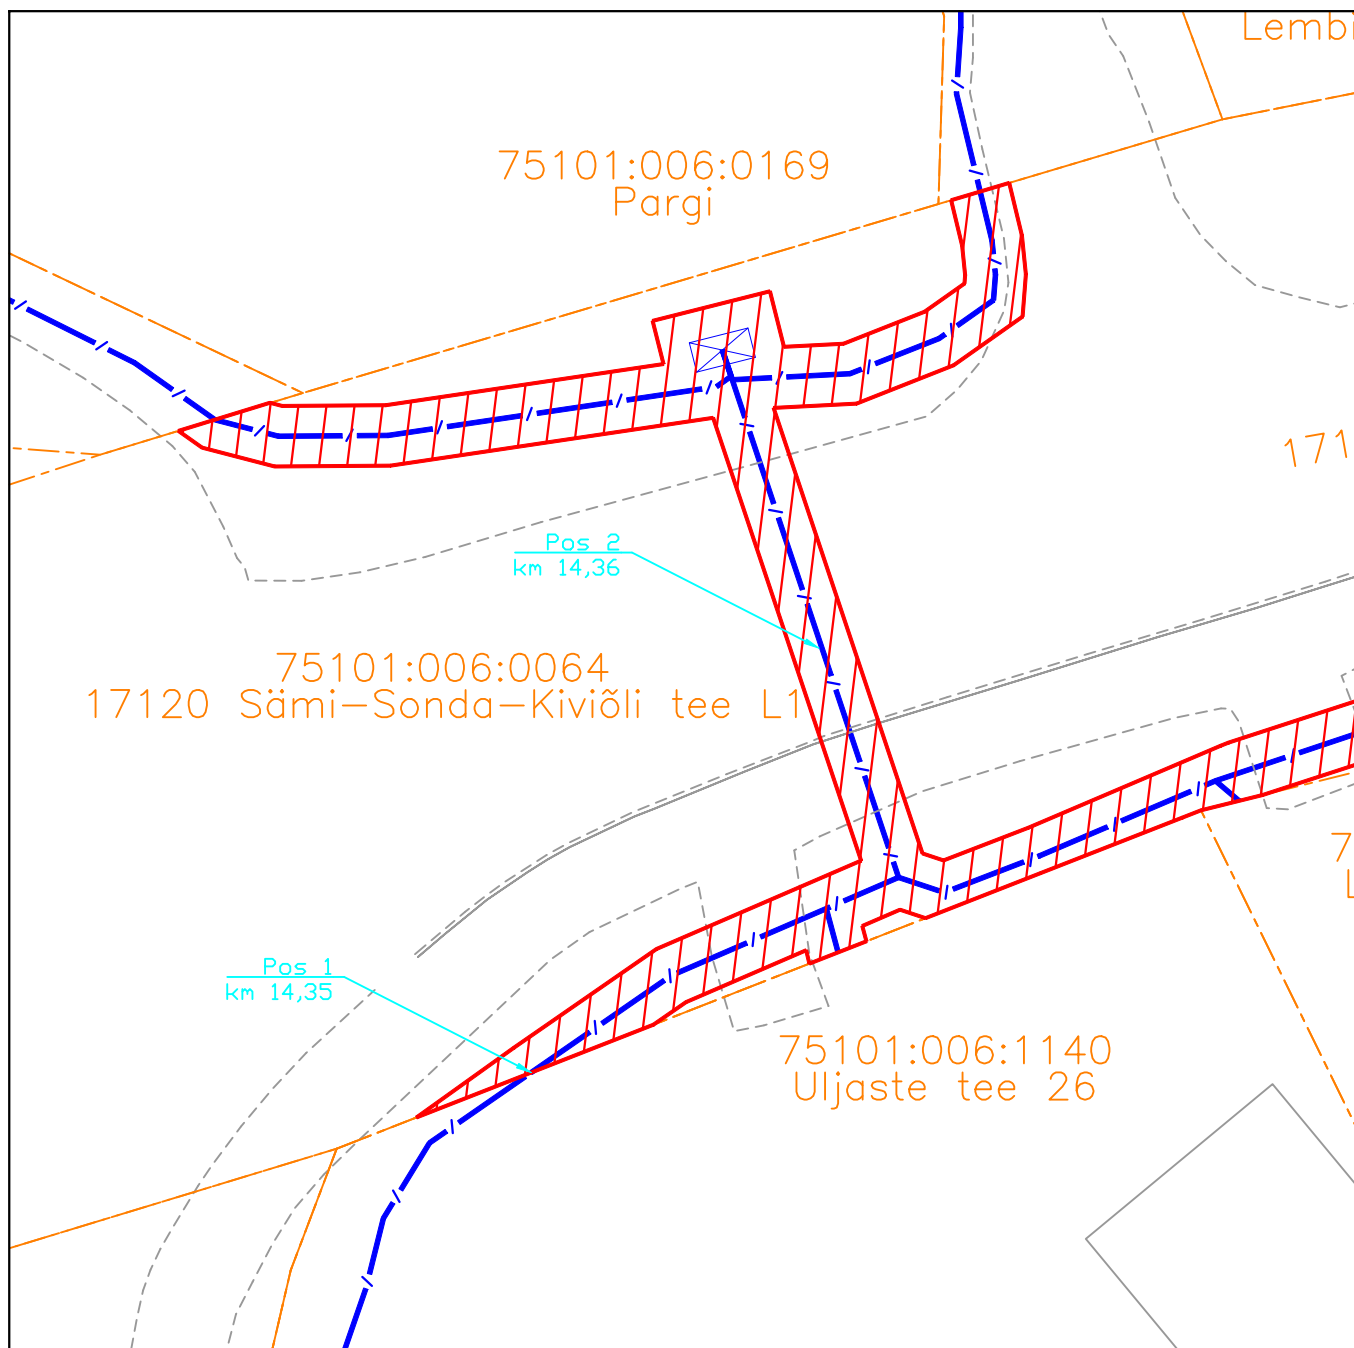 Lembi
75101:006:0169
Pargi
171
Pos 2
km 14,36
75101:006:0064
17120 Sämi-Sonda-Kiviõli tee L1
7
L
Pos 1
km 14,35
75101:006:1140
Uljaste tee 26